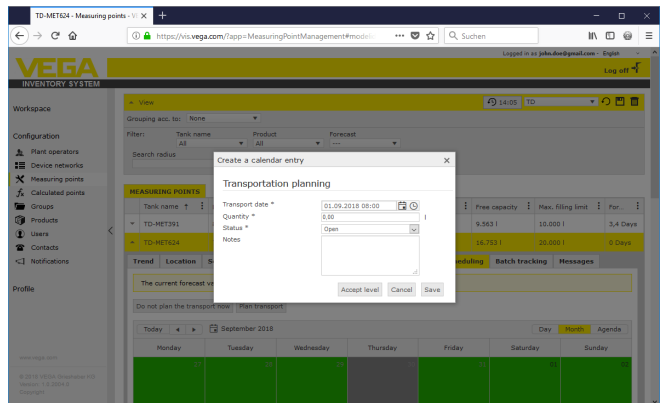 TD-MET624 - Measuring points - Vi
https://vis.vega.com/?app=MeasuringPointManagement#modelId
Suchen
Logged in as john.doe@gmail.com - English
VEGA
INVENTORY SYSTEM
Log off
Workspace
Configuration
Plant operators
Device networks
Measuring points
Calculated points
Groups
Products
Users
Contacts
Notifications
Profile
www.vega.com
View
14:05
TD
Grouping acc. to: None
Filter: Tank name Product Forecast
All All ---
Search radius
MEASURING POINTS
Tank name Free capacity Max. filling limit For...
TD-MET391 9.563 l 10.000 l 3,4 Days
TD-MET624 16.753 l 20.000 l 0 Days
Create a calendar entry
Transportation planning
Transport date * 01.09.2018 08:00
Quantity * 0.00 l
Status * Open
Notes
Accept level Cancel Save
Trend Location Batch tracking Messages
The current forecast
Do not plan the transport now Plan transport
Today September 2018 Day Month Agenda
Monday Tuesday Wednesday Thursday Friday Saturday Sunday